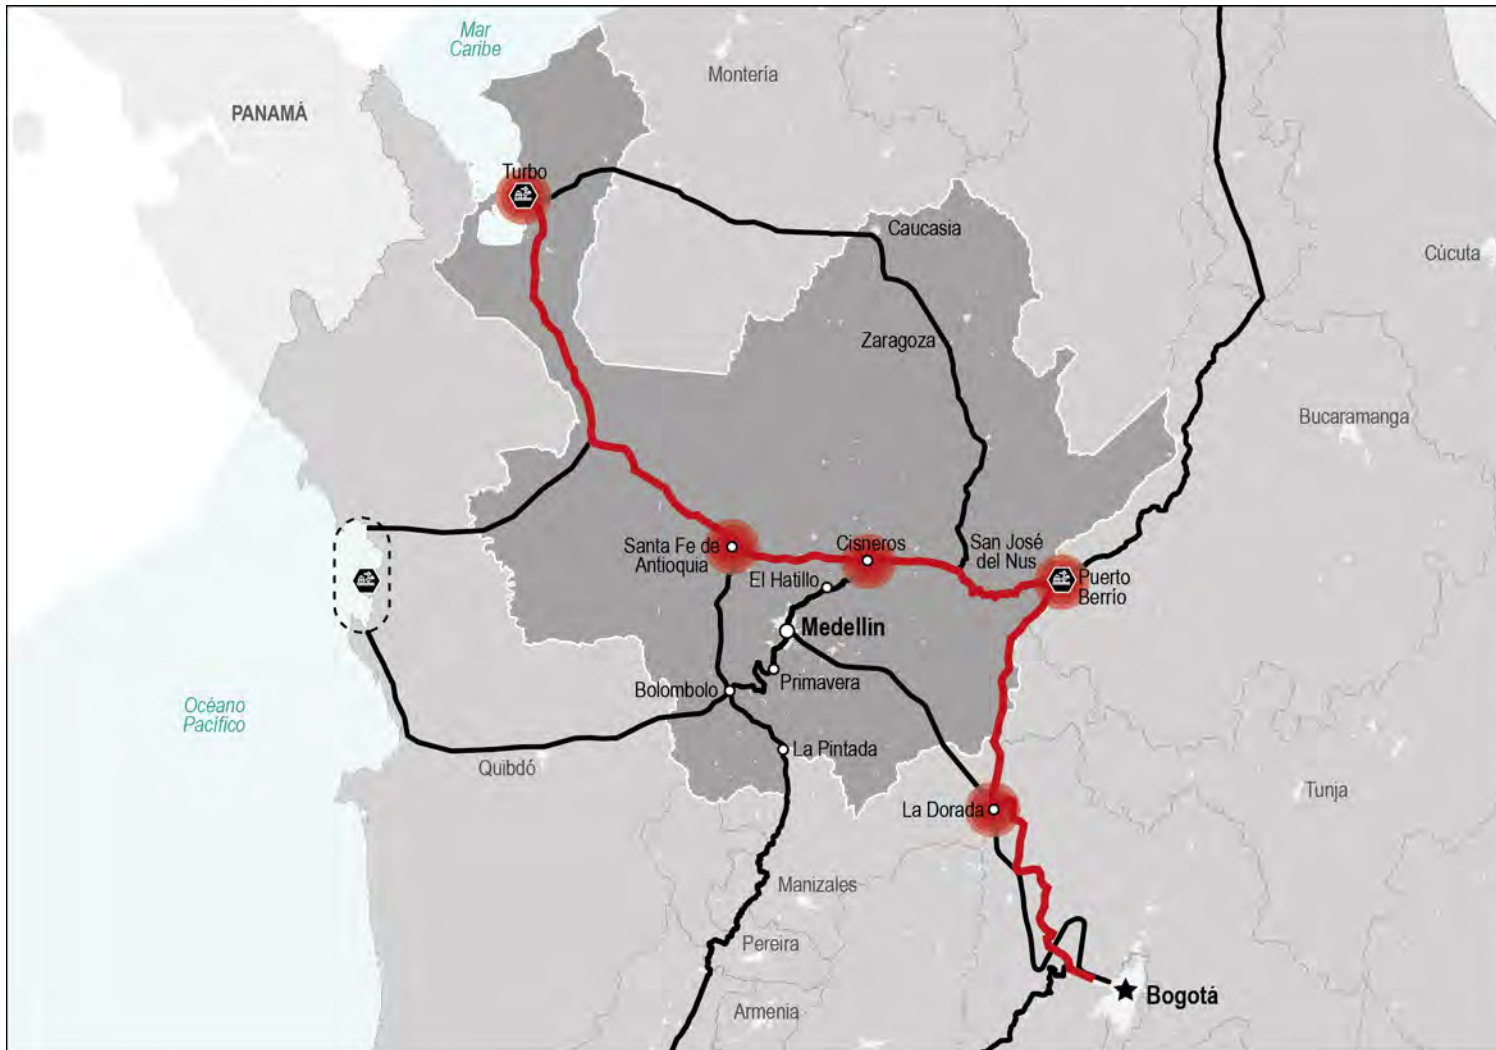 Mar
Caribe
Montería
PANAMÁ
Turbo
Caucasia
Cúcuta
Zaragoza
Bucaramanga
Santa Fe de
Antioquia
Cisneros
San José
del Nus
El Hatillo
Puerto
Berrío
Medellin
Primavera
Bolombolo
Océano
Pacífico
La Pintada
Quibdó
Tunja
La Dorada
Manizales
Pereira
Armenia
Bogotá